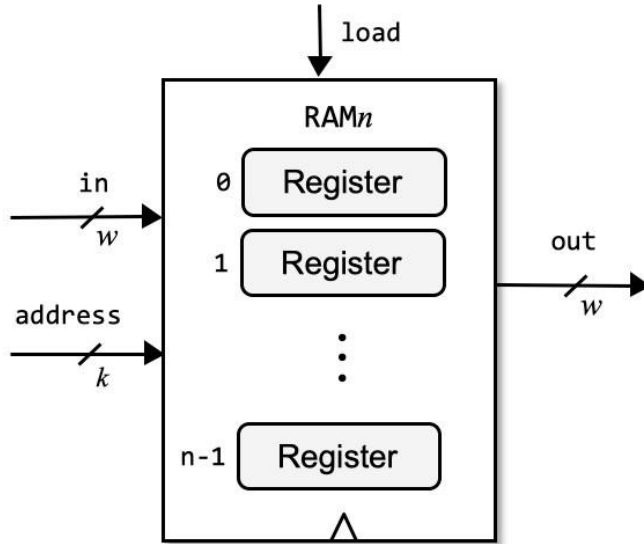 load
RAMn
in
0 Register
w
1 Register
out
address
w
k
n-1 Register